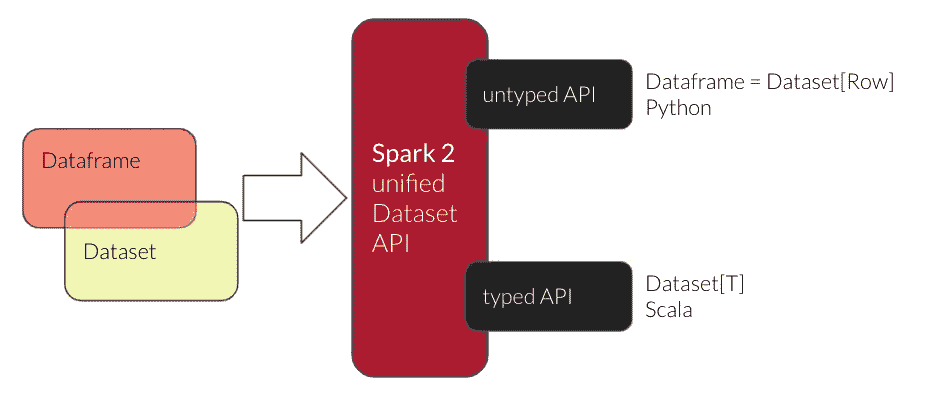 Dataframe
Dataset
Spark 2
unified
Dataset
API
untyped API
Dataframe = Dataset[Row]
Python
typed API
Dataset[T]
Scala